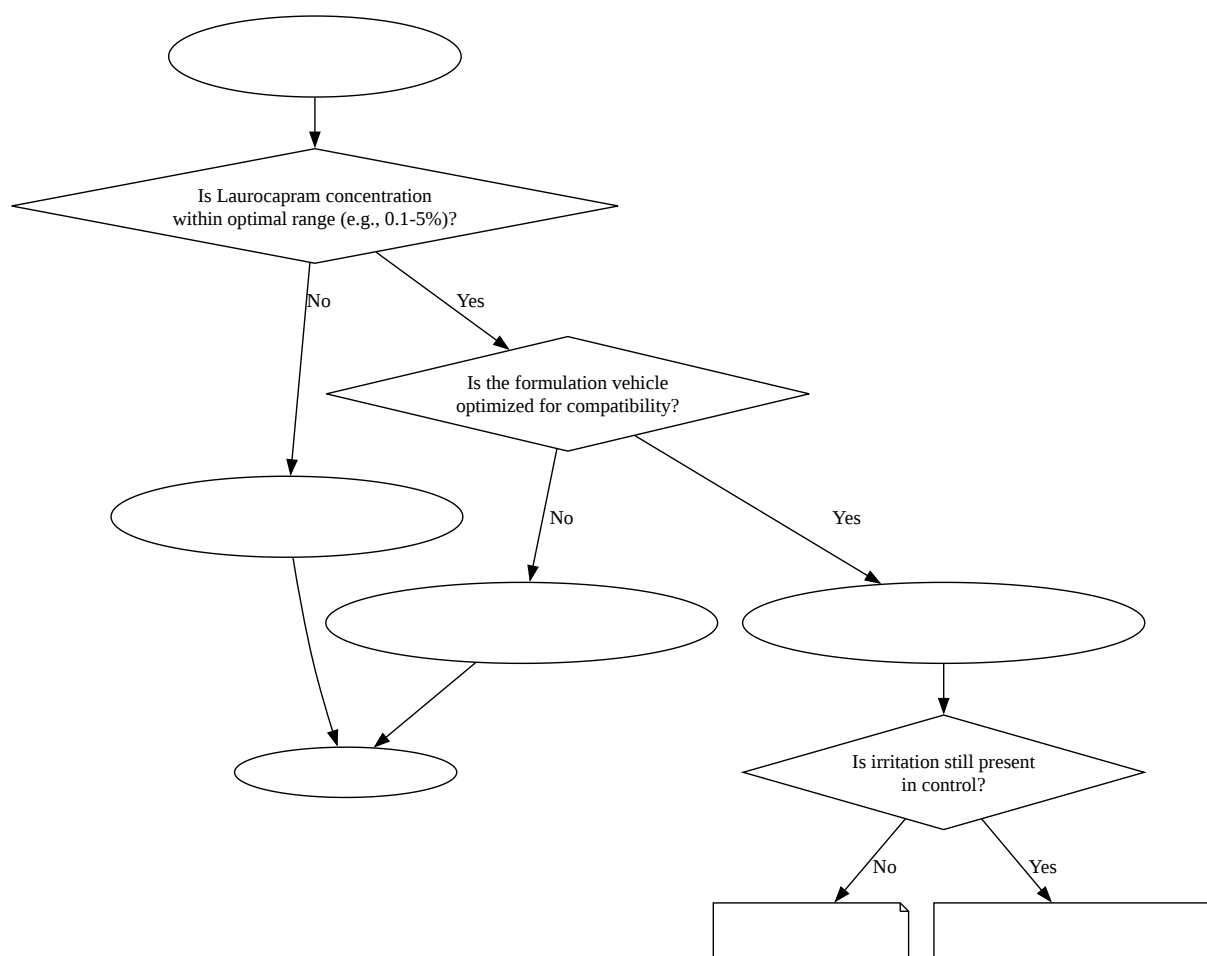 Is Laurocapram concentration
within optimal range (e.g., 0.1-5%)?
No
Yes
Is the formulation vehicle
optimized for compatibility?
No
Yes
Is irritation still present
in control?
No
Yes